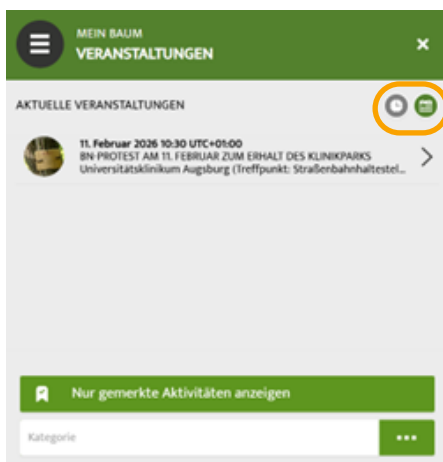 MEIN BAUM
VERANSTALTUNGEN
AKTUELLE VERANSTALTUNGEN
11. Februar 2026 10:30 UTC+01:00
BN-PROTEST AM 11. FEBRUAR ZUM ERHALT DES KLINIKPARKS
Universitätsklinikum Augsburg (Treffpunkt: Straßenbahnhaltestel...
Nur gemerkte Aktivitäten anzeigen
Kategorie